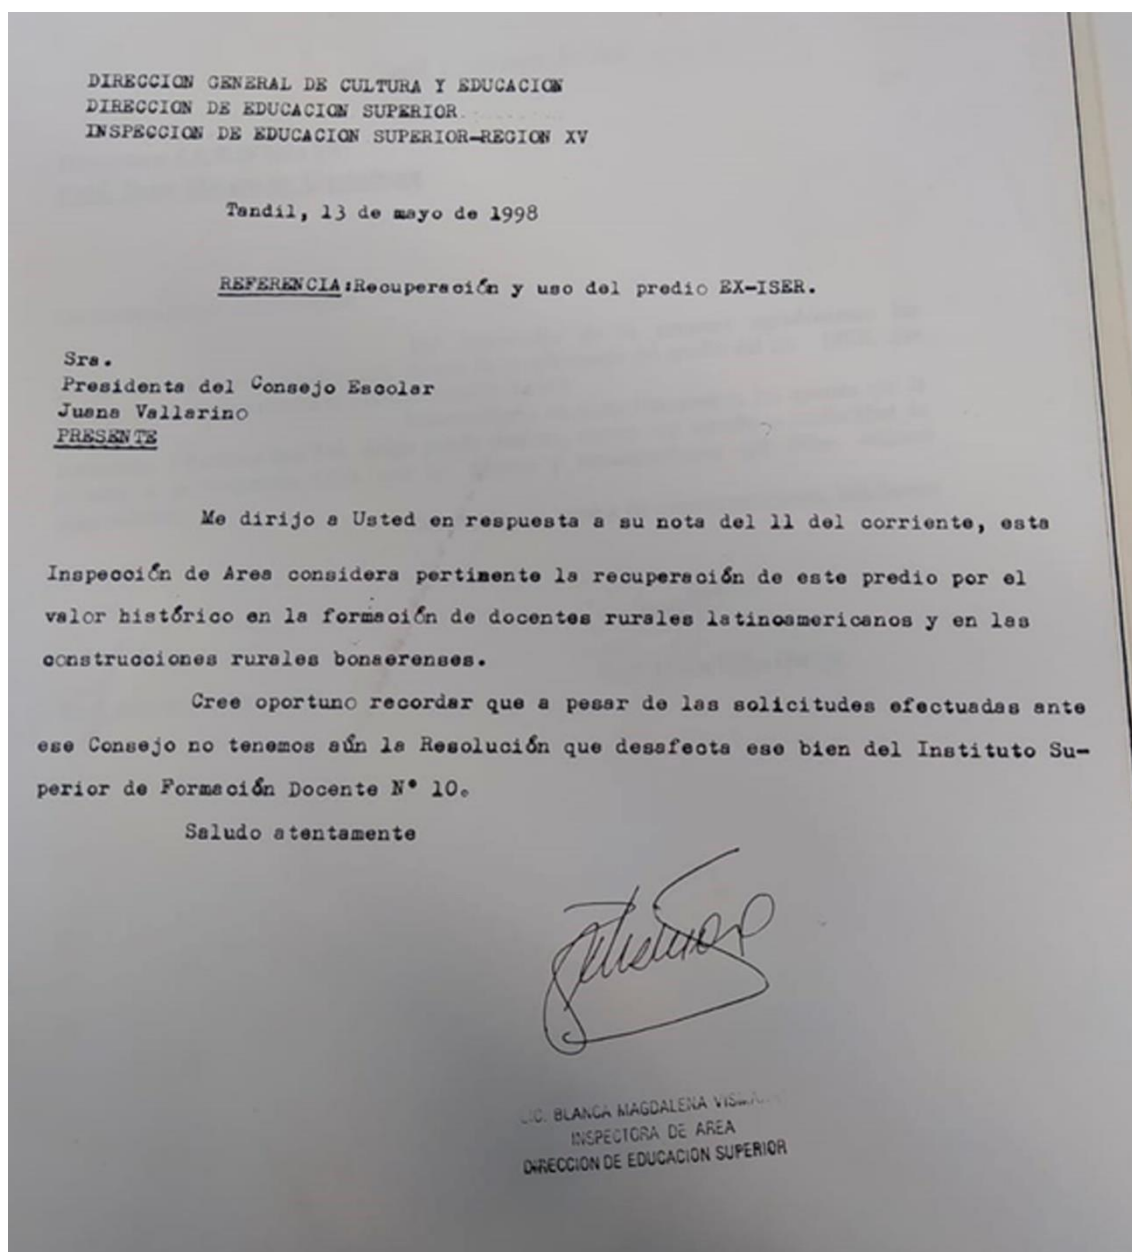 DIRECCION GENERAL DE CULTURA Y EDUCACION
DIRECCION DE EDUCACION SUPERIOR.
INSPECCION DE EDUCACION SUPERIOR-REGION XV
Tandil, 13 de mayo de 1998
REFERENCIA:Recuperación y uso del predio EX-ISER.
Sra.
Presidenta del Consejo Escolar
Juana Vallarino
PRESENTE
Me dirijo a Usted en respuesta a su nota del 11 del corriente, esta
Inspección de Area considera pertinente la recuperación de este predio por el
valor histórico en la formación de docentes rurales latinoamericanos y en las
construcciones rurales bonaerenses.
Cree oportuno recordar que a pesar de las solicitudes efectuadas ante
ese Consejo no tenemos aún la Resolución que desafecta ese bien del Instituto Su-
perior de Formación Docente N° 10.
Saludo atentamente
LIC. BLANCA MAGDALENA
INSPECTORA DE AREA
DIRECCION DE EDUCACION SUPERIOR